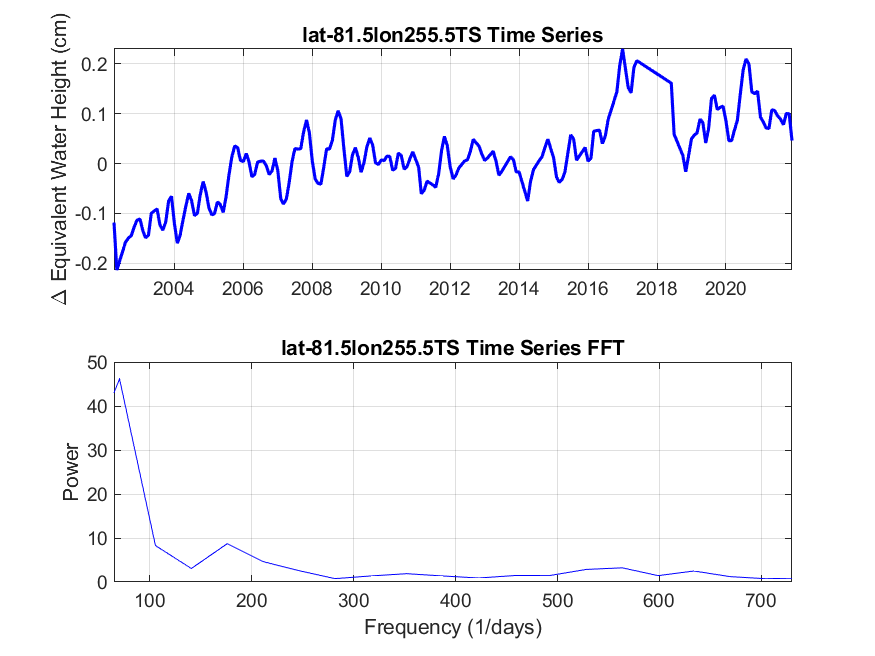 lat-81.5lon255.5TS Time Series
Δ Equivalent Water Height (cm)
0.2
0.1
0
-0.1
-0.2
2004 2006 2008 2010 2012 2014 2016 2018 2020
lat-81.5lon255.5TS Time Series FFT
Power
50
40
30
20
10
0
100 200 300 400 500 600 700
Frequency (1/days)